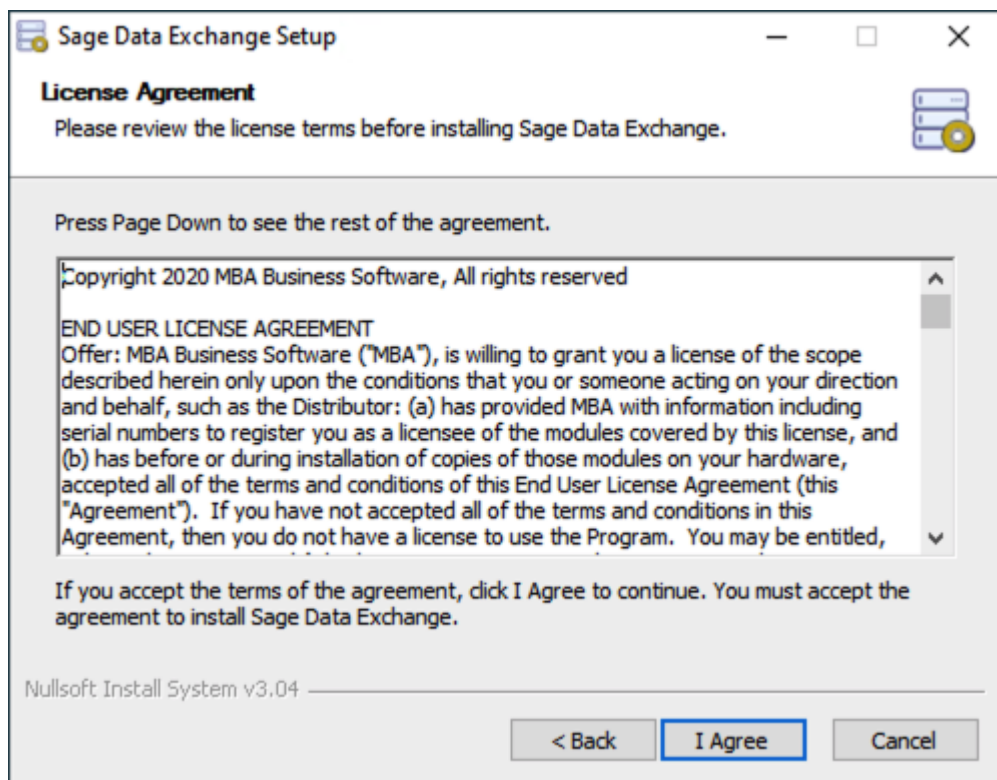 Sage Data Exchange Setup
License Agreement
Please review the license terms before installing Sage Data Exchange.
Press Page Down to see the rest of the agreement.
Copyright 2020 MBA Business Software, All rights reserved
END USER LICENSE AGREEMENT
Offer: MBA Business Software ("MBA"), is willing to grant you a license of the scope
described herein only upon the conditions that you or someone acting on your direction
and behalf, such as the Distributor: (a) has provided MBA with information including
serial numbers to register you as a licensee of the modules covered by this license, and
(b) has before or during installation of copies of those modules on your hardware,
accepted all of the terms and conditions of this End User License Agreement (this
"Agreement").  If you have not accepted all of the terms and conditions in this
Agreement, then you do not have a license to use the Program.  You may be entitled,
If you accept the terms of the agreement, click I Agree to continue. You must accept the
agreement to install Sage Data Exchange.
Nullsoft Install System v3.04
< Back
I Agree
Cancel